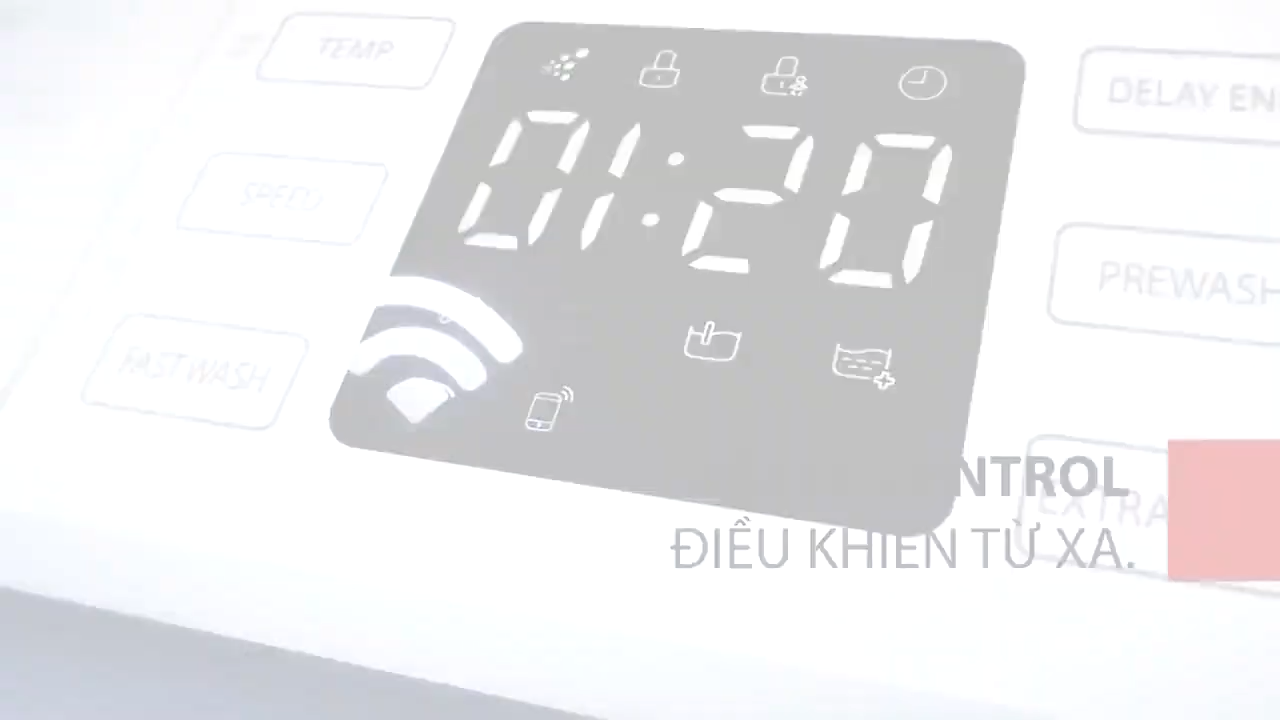 TEMP
01:20
DELAY EN
SPEED
PREWASH
FAST WASH
NTROL
EXTRA
ĐIỀU KHIỂN TỪ XA.